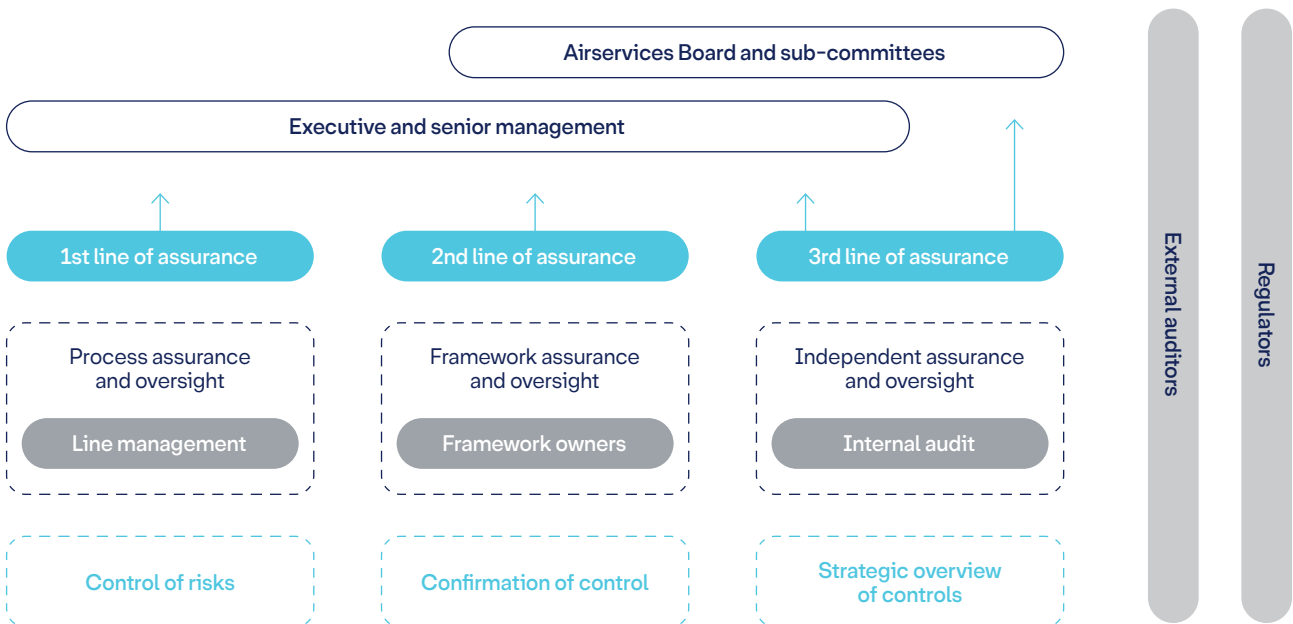 Airservices Board and sub-committees
Executive and senior management
1st line of assurance
2nd line of assurance
3rd line of assurance
Process assurance
and oversight
Line management
Framework assurance
and oversight
Framework owners
Independent assurance
and oversight
Internal audit
Control of risks
Confirmation of control
Strategic overview
of controls
External auditors
Regulators